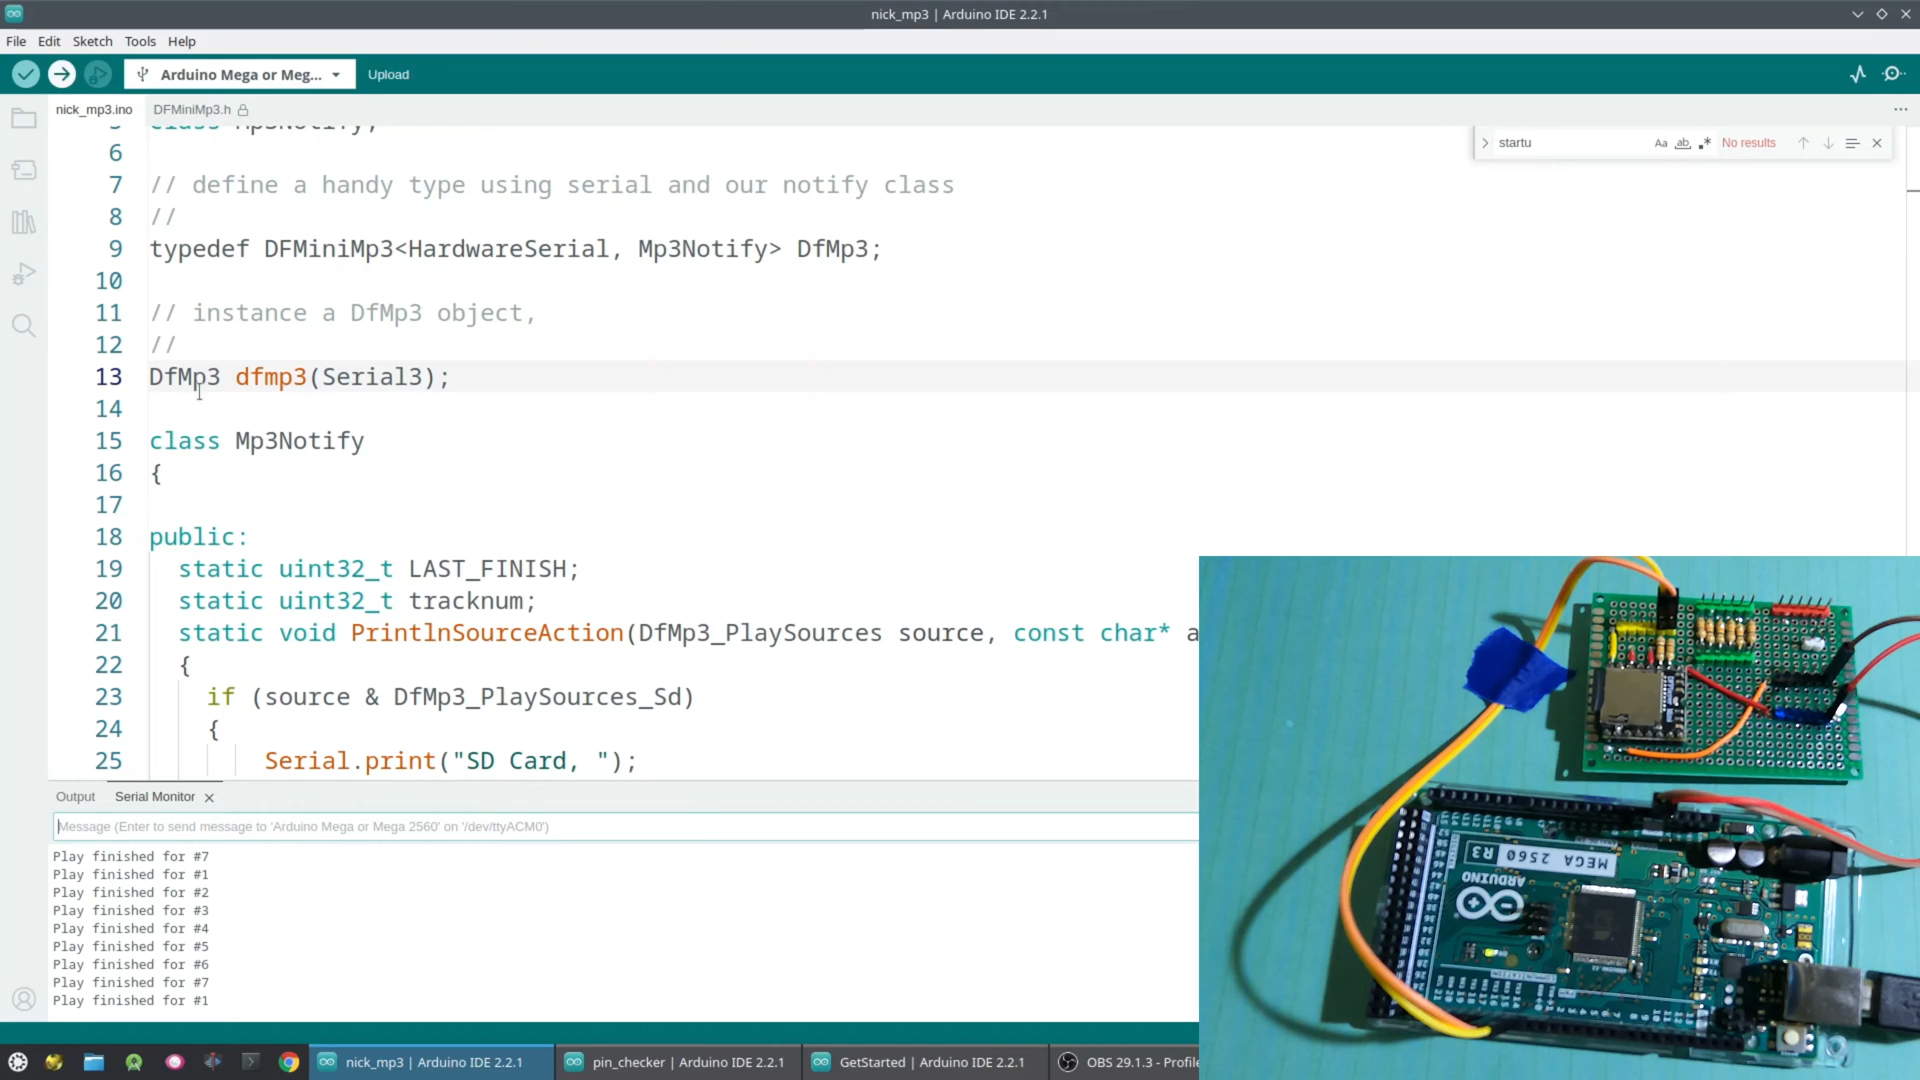 nick_mp3 | Arduino IDE 2.2.1
File Edit Sketch Tools Help
Arduino Mega or Meg... Upload
nick_mp3.ino DFMiniMp3.h
startu Aa ab No results
6
7 // define a handy type using serial and our notify class
8 //
9 typedef DFMiniMp3<HardwareSerial, Mp3Notify> DfMp3;
10
11 // instance a DfMp3 object,
12 //
13 DfMp3 dfmp3(Serial3);
14
15 class Mp3Notify
16 {
17
18 public:
19 static uint32_t LAST_FINISH;
20 static uint32_t tracknum;
21 static void PrintlnSourceAction(DfMp3_PlaySources source, const char* a
22 {
23 if (source & DfMp3_PlaySources_Sd)
24 {
25 Serial.print("SD Card, ");
Output Serial Monitor
Message (Enter to send message to 'Arduino Mega or Mega 2560' on '/dev/ttyACM0')
Play finished for #7
Play finished for #1
Play finished for #2
Play finished for #3
Play finished for #4
Play finished for #5
Play finished for #6
Play finished for #7
Play finished for #1
MEGA 2560 R3
ARDUINO
nick_mp3 | Arduino IDE 2.2.1 pin_checker | Arduino IDE 2.2.1 GetStarted | Arduino IDE 2.2.1 OBS 29.1.3 - Profile